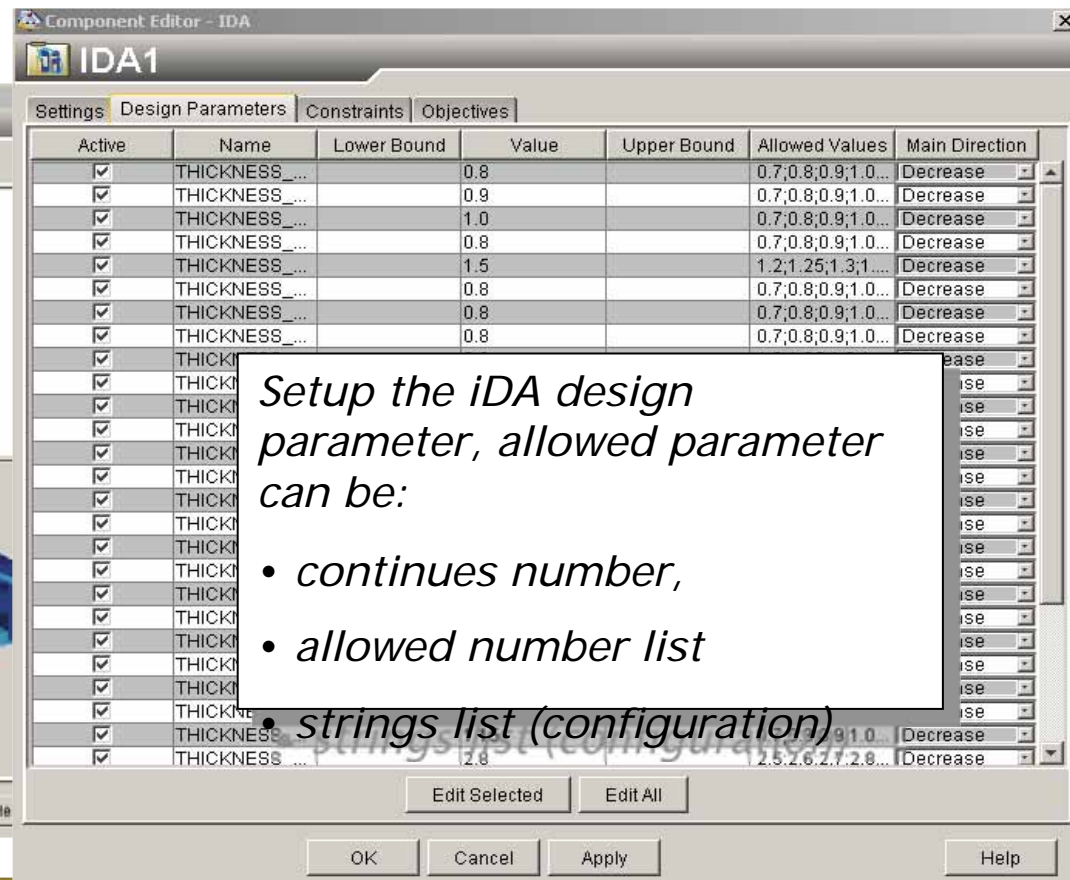 Component Editor - IDA
IDA1
Settings Design Parameters Constraints Objectives
Active Name Lower Bound Value Upper Bound Allowed Values Main Direction
THICKNESS_... 0.8 0.7;0.8;0.9;1.0... Decrease
THICKNESS_... 0.9 0.7;0.8;0.9;1.0... Decrease
THICKNESS_... 1.0 0.7;0.8;0.9;1.0... Decrease
THICKNESS_... 0.8 0.7;0.8;0.9;1.0... Decrease
THICKNESS_... 1.5 1.2;1.25;1.3;1.... Decrease
THICKNESS_... 0.8 0.7;0.8;0.9;1.0... Decrease
THICKNESS_... 0.8 0.7;0.8;0.9;1.0... Decrease
THICKNESS_... 0.8 0.7;0.8;0.9;1.0... Decrease
Setup the iDA design
parameter, allowed parameter
can be:
• continues number,
• allowed number list
• strings list (configuration)
THICKNESS Decrease
THICKNESS_... 2.8 2.5;2.6;2.7;2.8... Decrease
Edit Selected Edit All
OK Cancel Apply Help